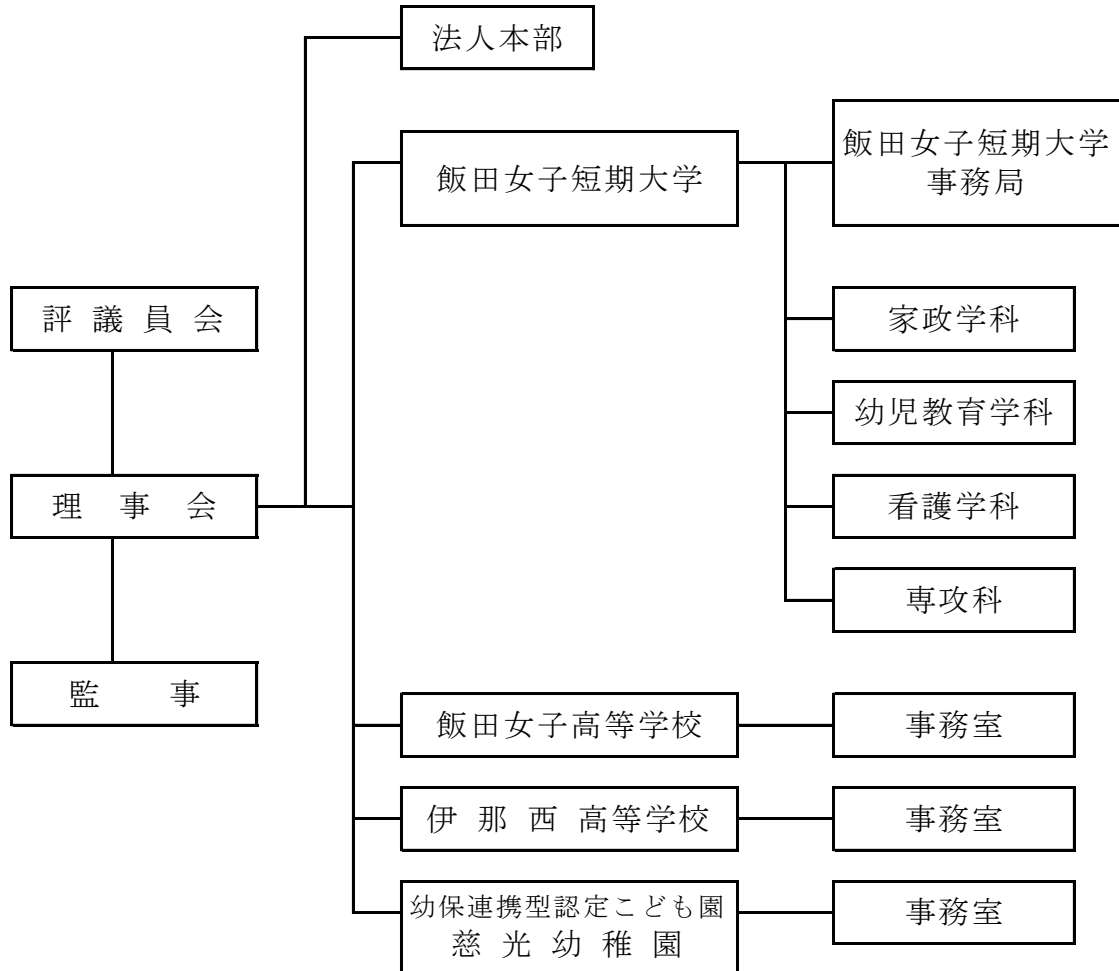 法人本部
飯田女子短期大学
飯田女子短期大学
事務局
評議員会
家政学科
幼児教育学科
理事会
看護学科
専攻科
監事
飯田女子高等学校
事務室
伊那西高等学校
事務室
幼保連携型認定こども園
慈光幼稚園
事務室